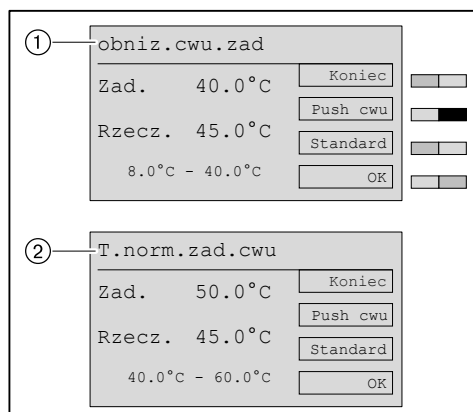 1 obniz.cwu.zad
Zad. 40.0°C Koniec
Push cwu
Rzecz. 45.0°C Standard
8.0°C - 40.0°C OK
2 T.norm.zad.cwu
Zad. 50.0°C Koniec
Push cwu
Rzecz. 45.0°C Standard
40.0°C - 60.0°C OK